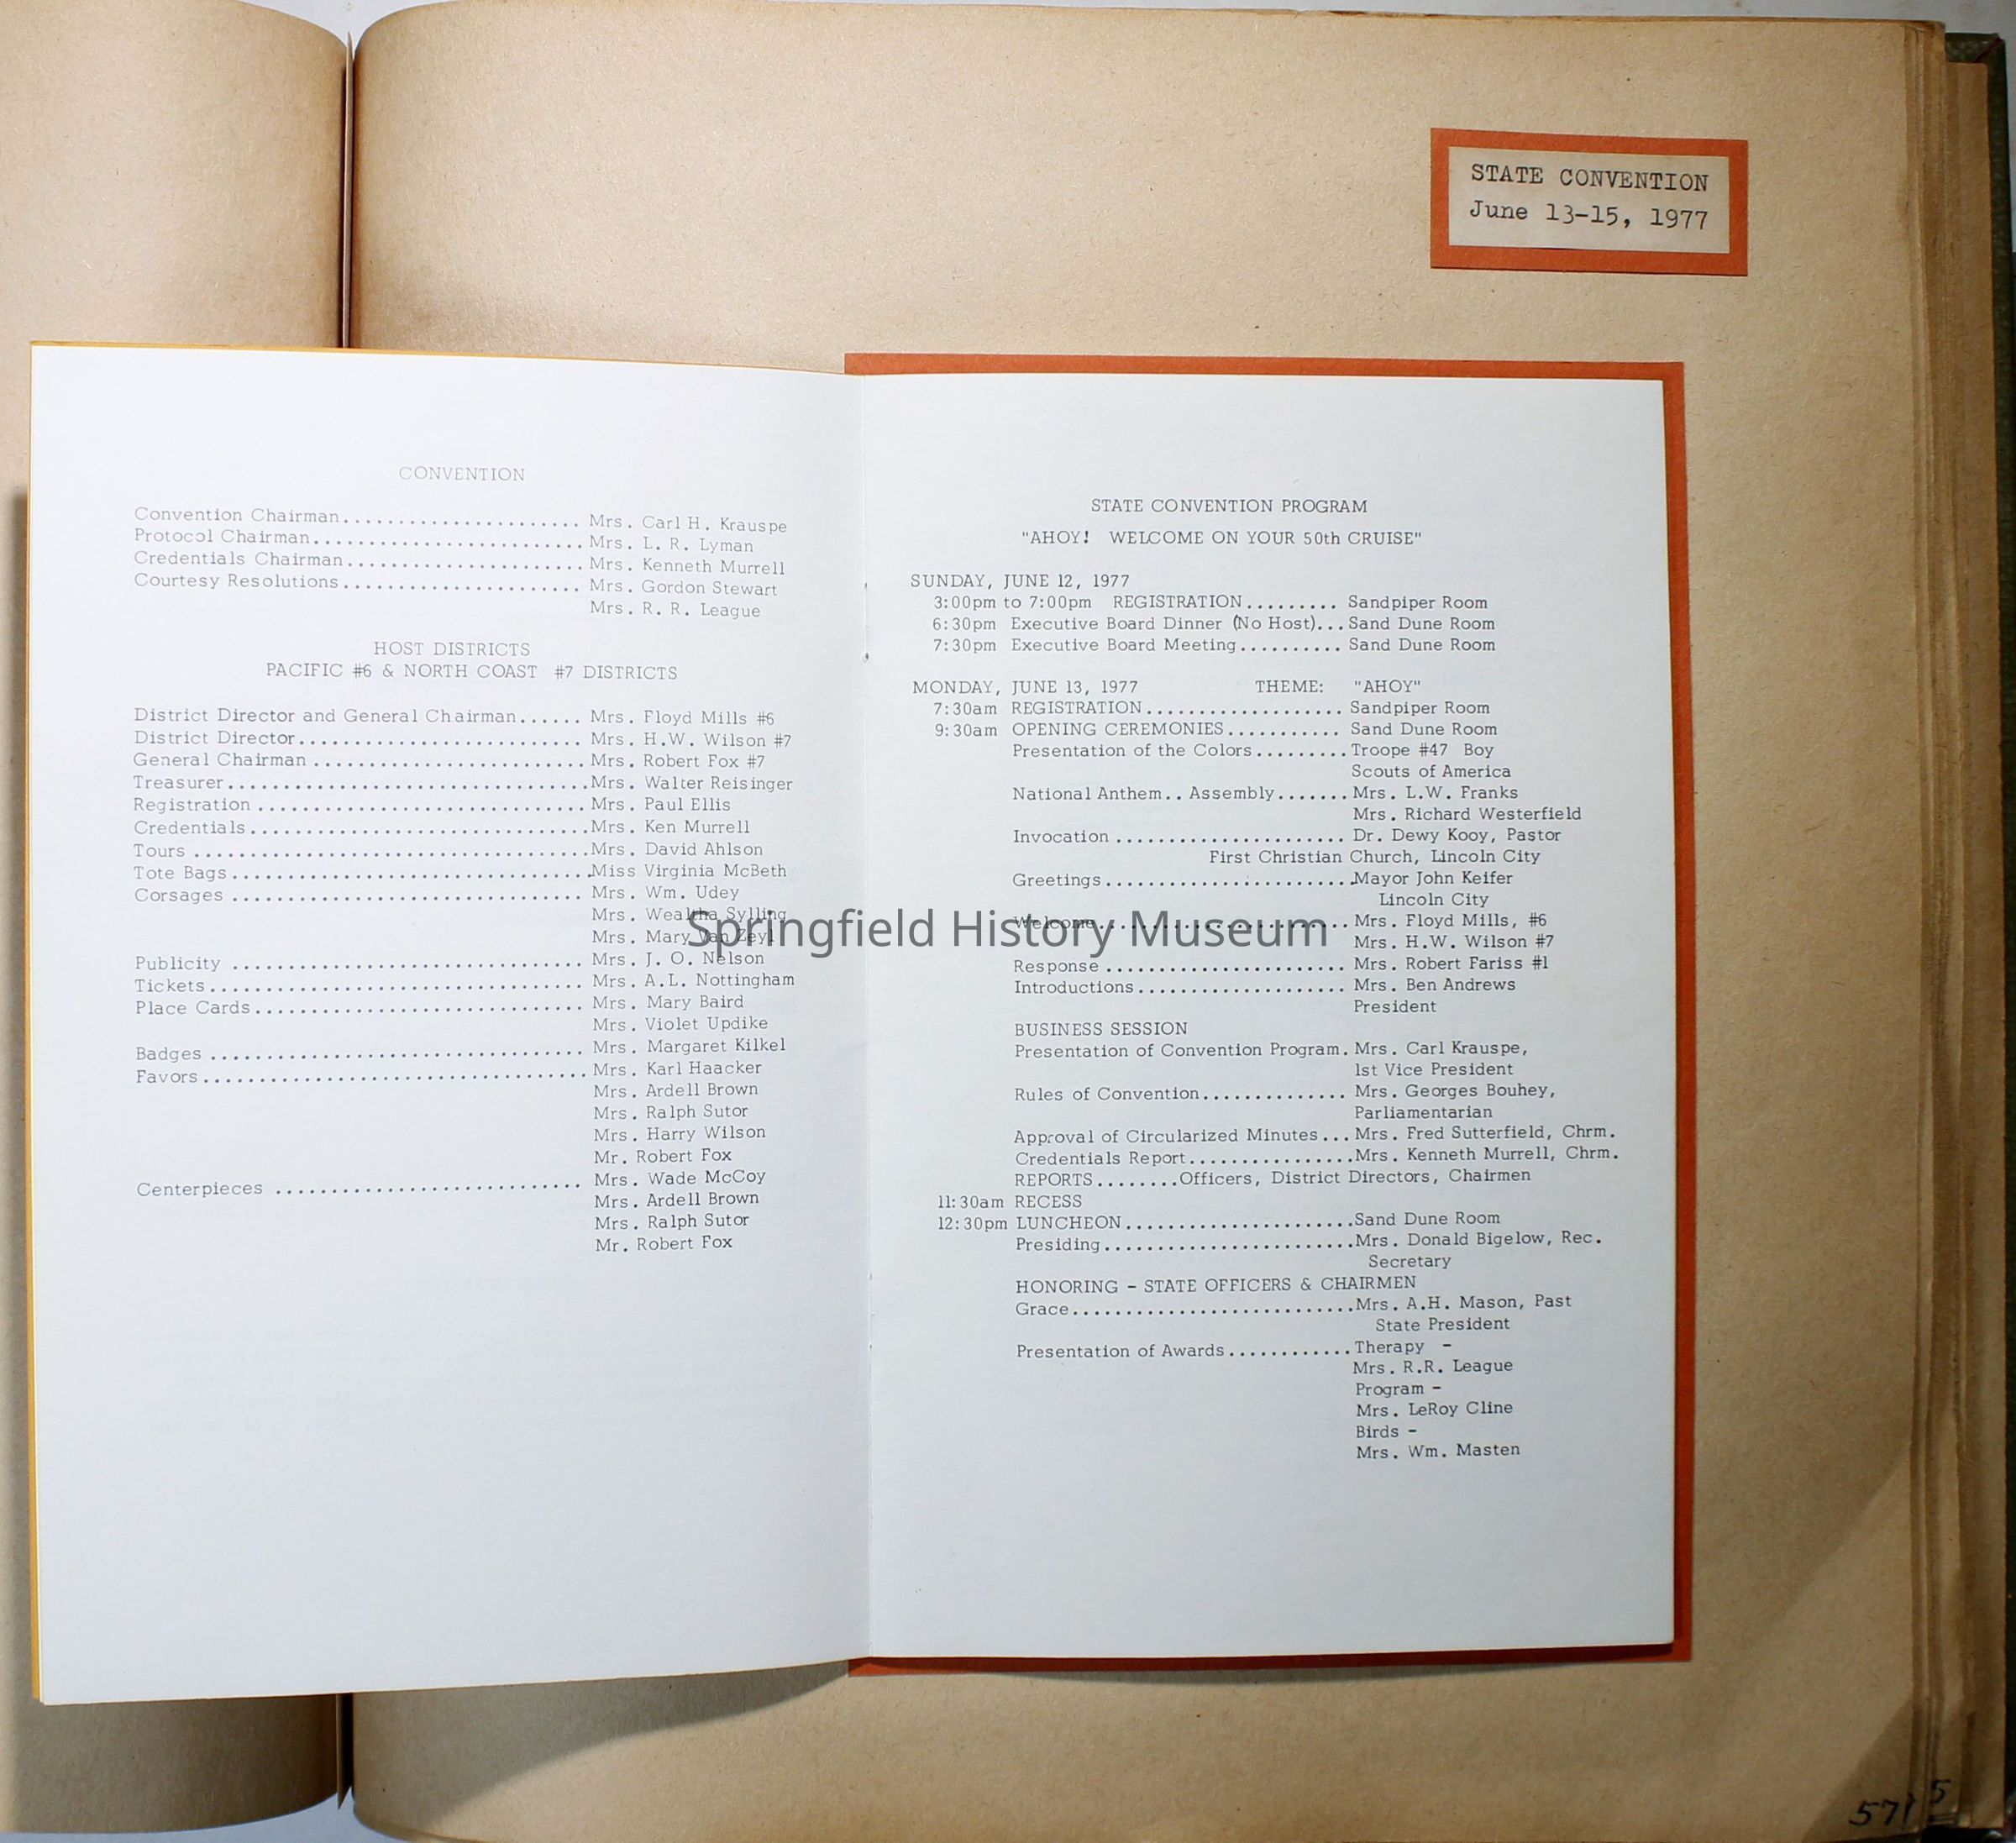 STATE CONVENTION
June 13-15, 1977
CONVENTION
Convention Chairman...................... Mrs. Carl H. Krauspe
Protocol Chairman......................... Mrs. L. R. Lyman
Credentials Chairman...................... Mrs. Kenneth Murrell
Courtesy Resolutions...................... Mrs. Gordon Stewart
Mrs. R. R. League
HOST DISTRICTS
PACIFIC #6 & NORTH COAST #7 DISTRICTS
District Director and General Chairman...... Mrs. Floyd Mills #6
District Director.......................... Mrs. H.W. Wilson #7
General Chairman ......................... Mrs. Robert Fox #7
Treasurer.................................Mrs. Walter Reisinger
Registration ..............................Mrs. Paul Ellis
Credentials...............................Mrs. Ken Murrell
Tours ....................................Mrs. David Ahlson
Tote Bags.................................Miss Virginia McBeth
Corsages ................................. Mrs. Wm. Udey
Mrs. Wealtha Sylling
Mrs. Mary Van Zeyl
Publicity ................................. Mrs. J. O. Nelson
Tickets................................... Mrs. A.L. Nottingham
Place Cards............................... Mrs. Mary Baird
Mrs. Violet Updike
Badges ................................... Mrs. Margaret Kilkel
Favors.................................... Mrs. Karl Haacker
Mrs. Ardell Brown
Mrs. Ralph Sutor
Mrs. Harry Wilson
Mr. Robert Fox
Centerpieces ............................. Mrs. Wade McCoy
Mrs. Ardell Brown
Mrs. Ralph Sutor
Mr. Robert Fox
STATE CONVENTION PROGRAM
"AHOY! WELCOME ON YOUR 50th CRUISE"
SUNDAY, JUNE 12, 1977
3:00pm to 7:00pm REGISTRATION......... Sandpiper Room
6:30pm Executive Board Dinner (No Host)... Sand Dune Room
7:30pm Executive Board Meeting.......... Sand Dune Room
MONDAY, JUNE 13, 1977 THEME: "AHOY"
7:30am REGISTRATION................... Sandpiper Room
9:30am OPENING CEREMONIES........... Sand Dune Room
Presentation of the Colors.........Troope #47 Boy
Scouts of America
National Anthem.. Assembly....... Mrs. L.W. Franks
Mrs. Richard Westerfield
Invocation ...................... Dr. Dewy Kooy, Pastor
First Christian Church, Lincoln City
Greetings........................Mayor John Keifer
Lincoln City
Welcome........................ Mrs. Floyd Mills, #6
Mrs. H.W. Wilson #7
Response ....................... Mrs. Robert Fariss #1
Introductions.................... Mrs. Ben Andrews
President
BUSINESS SESSION
Presentation of Convention Program. Mrs. Carl Krauspe,
1st Vice President
Rules of Convention.............. Mrs. Georges Bouhey,
Parliamentarian
Approval of Circularized Minutes... Mrs. Fred Sutterfield, Chrm.
Credentials Report................Mrs. Kenneth Murrell, Chrm.
REPORTS........Officers, District Directors, Chairmen
11:30am RECESS
12:30pm LUNCHEON......................Sand Dune Room
Presiding........................Mrs. Donald Bigelow, Rec.
Secretary
HONORING - STATE OFFICERS & CHAIRMEN
Grace...........................Mrs. A.H. Mason, Past
State President
Presentation of Awards............Therapy -
Mrs. R.R. League
Program -
Mrs. LeRoy Cline
Birds -
Mrs. Wm. Masten
Springfield History Museum
57
5